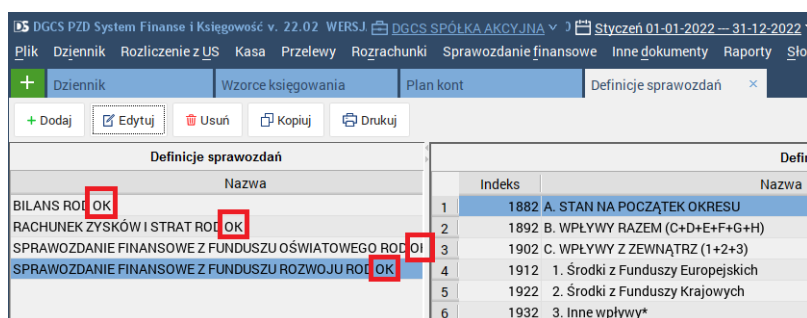 DGCS PZD System Finanse i Księgowość v. 22.02 WERSJ. DGCS SPÓŁKA AKCYJNA Styczeń 01-01-2022 --- 31-12-2022
Plik Dziennik Rozliczenie z US Kasa Przelewy Rozrachunki Sprawozdanie finansowe Inne dokumenty Raporty Sło
+ Dziennik Wzorce księgowania Plan kont Definicje sprawozdań ×
+ Dodaj Edytuj Usuń Kopiuj Drukuj
Definicje sprawozdań Defin
Nazwa Indeks Nazwa
BILANS ROD OK 1 1882 A. STAN NA POCZĄTEK OKRESU
RACHUNEK ZYSKÓW I STRAT ROD OK 2 1892 B. WPŁYWY RAZEM (C+D+E+F+G+H)
SPRAWOZDANIE FINANSOWE Z FUNDUSZU OŚWIATOWEGO ROD 3 1902 C. WPŁYWY Z ZEWNĄTRZ (1+2+3)
SPRAWOZDANIE FINANSOWE Z FUNDUSZU ROZWOJU ROD OK 4 1912 1. Środki z Funduszy Europejskich
5 1922 2. Środki z Funduszy Krajowych
6 1932 3. Inne wpływy*